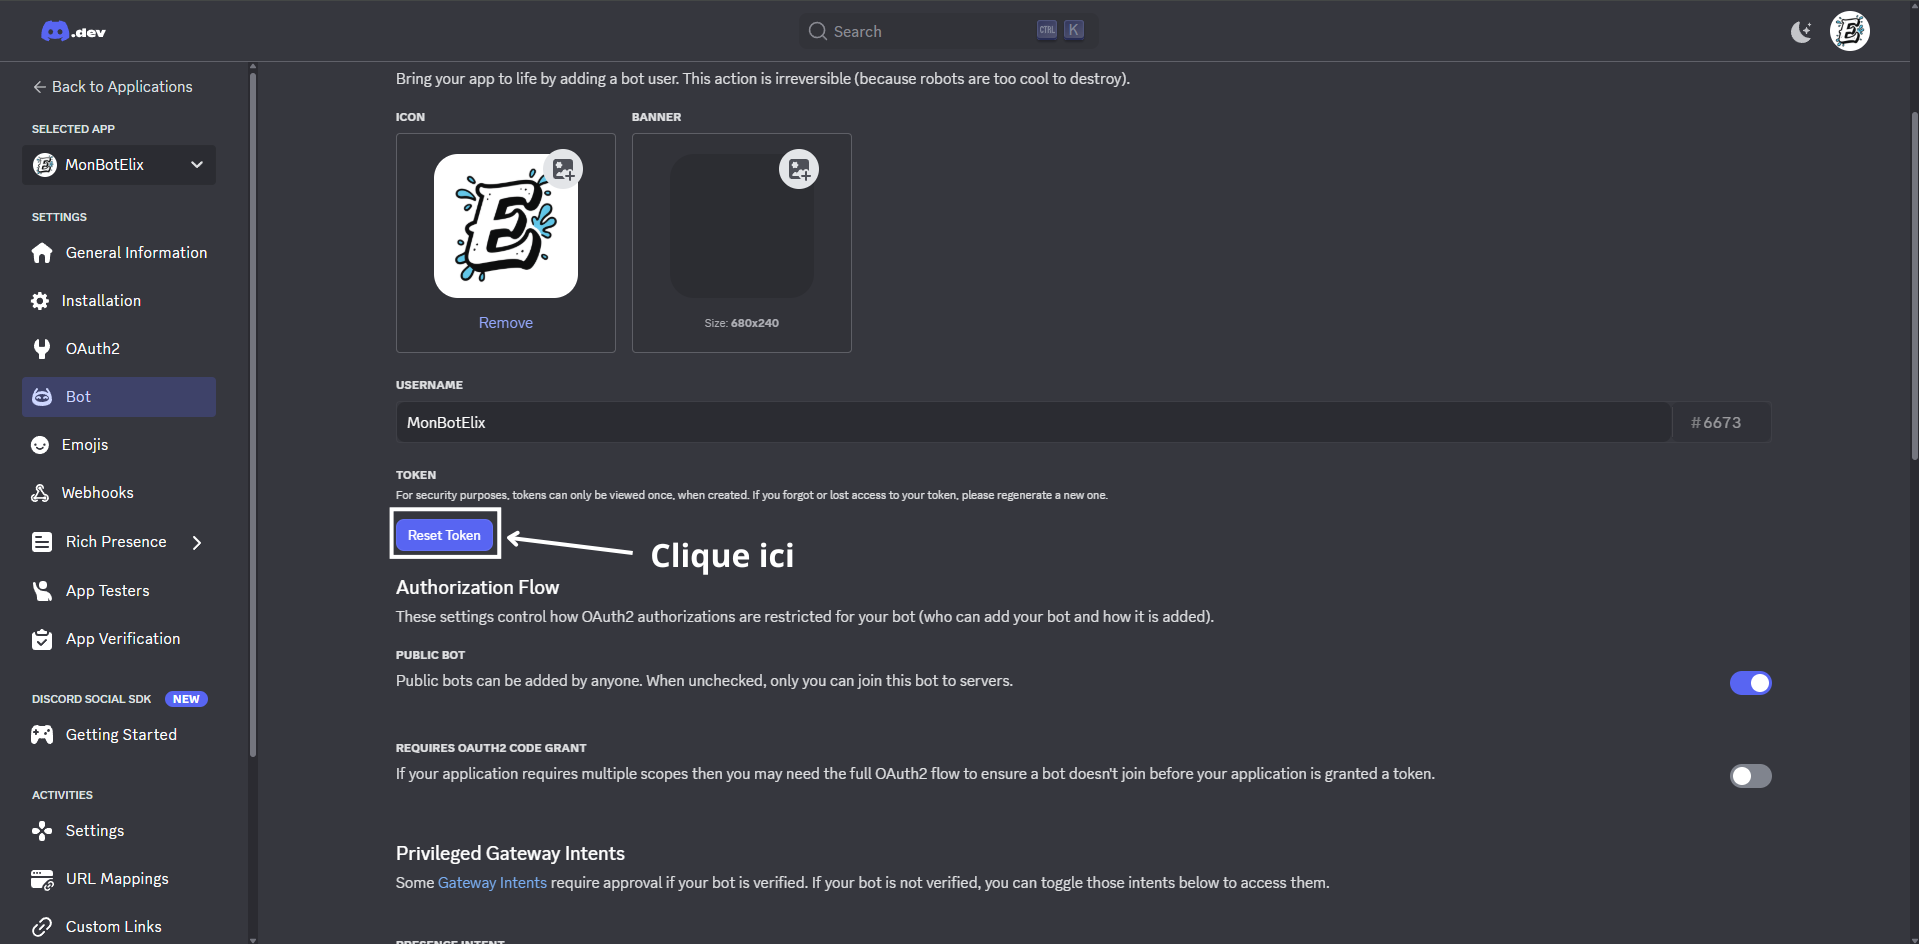 .dev
Search
CTRL K
Back to Applications
SELECTED APP
MonBotElix
SETTINGS
General Information
Installation
OAuth2
Bot
Emojis
Webhooks
Rich Presence
App Testers
App Verification
DISCORD SOCIAL SDK NEW
Getting Started
ACTIVITIES
Settings
URL Mappings
Custom Links
Bring your app to life by adding a bot user. This action is irreversible (because robots are too cool to destroy).
ICON
BANNER
E
Remove
Size: 680x240
USERNAME
MonBotElix
#6673
TOKEN
For security purposes, tokens can only be viewed once, when created. If you forgot or lost access to your token, please regenerate a new one.
Reset Token
Clique ici
Authorization Flow
These settings control how OAuth2 authorizations are restricted for your bot (who can add your bot and how it is added).
PUBLIC BOT
Public bots can be added by anyone. When unchecked, only you can join this bot to servers.
REQUIRES OAUTH2 CODE GRANT
If your application requires multiple scopes then you may need the full OAuth2 flow to ensure a bot doesn't join before your application is granted a token.
Privileged Gateway Intents
Some Gateway Intents require approval if your bot is verified. If your bot is not verified, you can toggle those intents below to access them.
PRESENCE INTENT